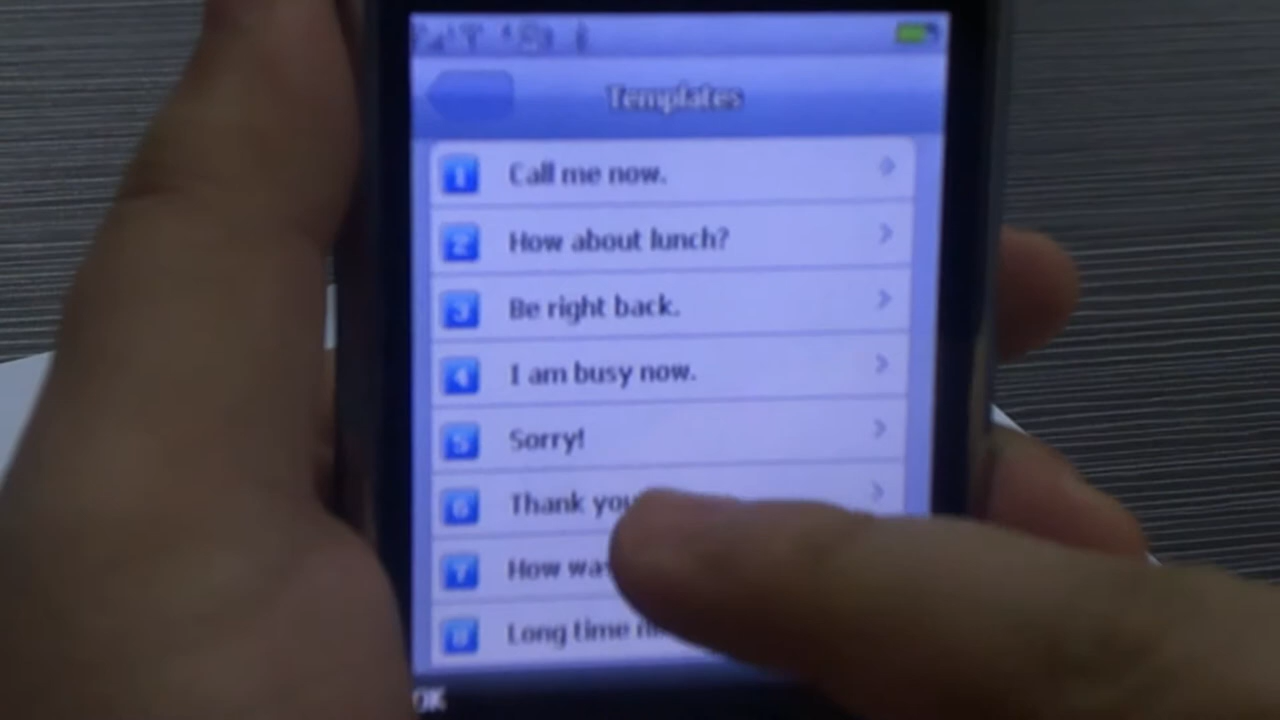 Templates
1 Call me now.
2 How about lunch?
3 Be right back.
4 I am busy now.
5 Sorry!
6 Thank you
7 How was
8 Long time
OK